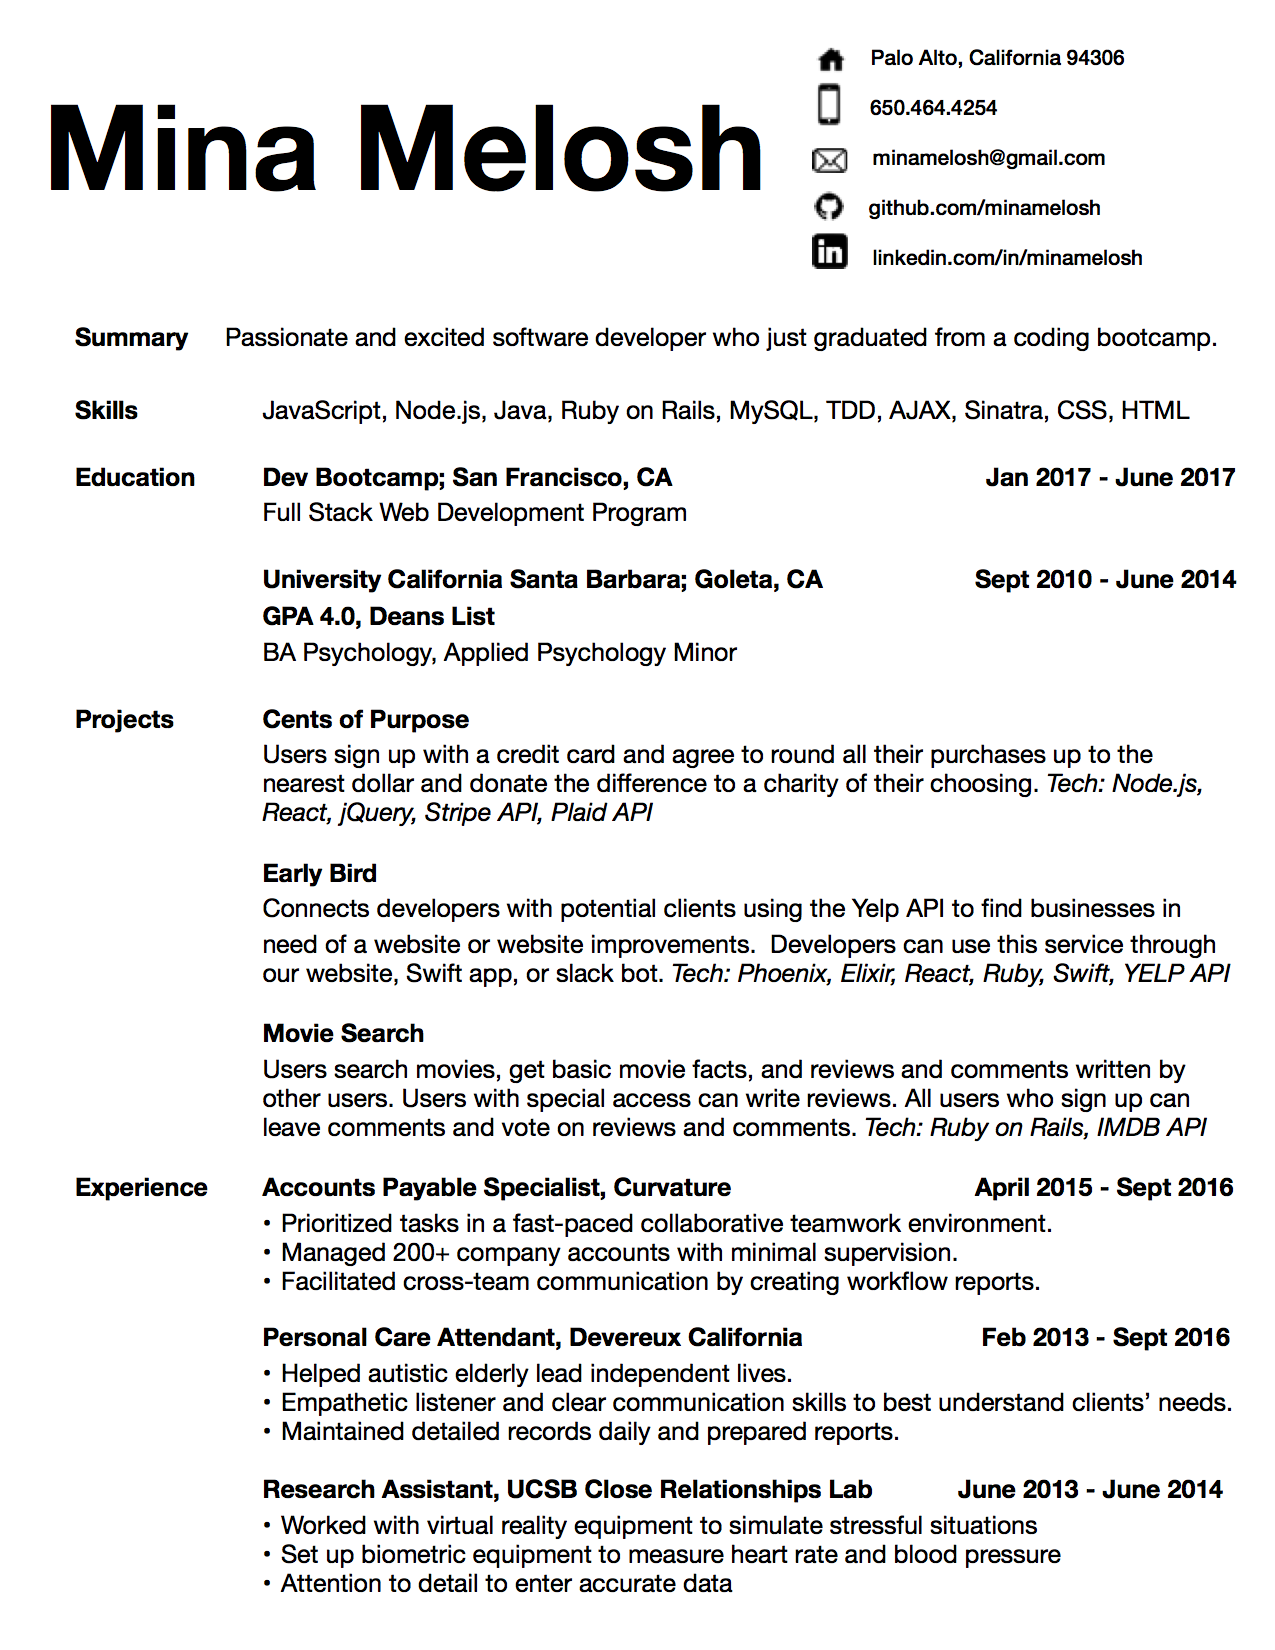 Mina Melosh
Palo Alto, California 94306
650.464.4254
minamelosh@gmail.com
github.com/minamelosh
linkedin.com/in/minamelosh
Summary Passionate and excited software developer who just graduated from a coding bootcamp.
Skills JavaScript, Node.js, Java, Ruby on Rails, MySQL, TDD, AJAX, Sinatra, CSS, HTML
Education Dev Bootcamp; San Francisco, CA Jan 2017 - June 2017
Full Stack Web Development Program
University California Santa Barbara; Goleta, CA Sept 2010 - June 2014
GPA 4.0, Deans List
BA Psychology, Applied Psychology Minor
Projects Cents of Purpose
Users sign up with a credit card and agree to round all their purchases up to the
nearest dollar and donate the difference to a charity of their choosing. Tech: Node.js,
React, jQuery, Stripe API, Plaid API
Early Bird
Connects developers with potential clients using the Yelp API to find businesses in
need of a website or website improvements.  Developers can use this service through
our website, Swift app, or slack bot. Tech: Phoenix, Elixir, React, Ruby, Swift, YELP API
Movie Search
Users search movies, get basic movie facts, and reviews and comments written by
other users. Users with special access can write reviews. All users who sign up can
leave comments and vote on reviews and comments. Tech: Ruby on Rails, IMDB API
Experience Accounts Payable Specialist, Curvature April 2015 - Sept 2016
• Prioritized tasks in a fast-paced collaborative teamwork environment.
• Managed 200+ company accounts with minimal supervision.
• Facilitated cross-team communication by creating workflow reports.
Personal Care Attendant, Devereux California Feb 2013 - Sept 2016
• Helped autistic elderly lead independent lives.
• Empathetic listener and clear communication skills to best understand clients’ needs.
• Maintained detailed records daily and prepared reports.
Research Assistant, UCSB Close Relationships Lab June 2013 - June 2014
• Worked with virtual reality equipment to simulate stressful situations
• Set up biometric equipment to measure heart rate and blood pressure
• Attention to detail to enter accurate data